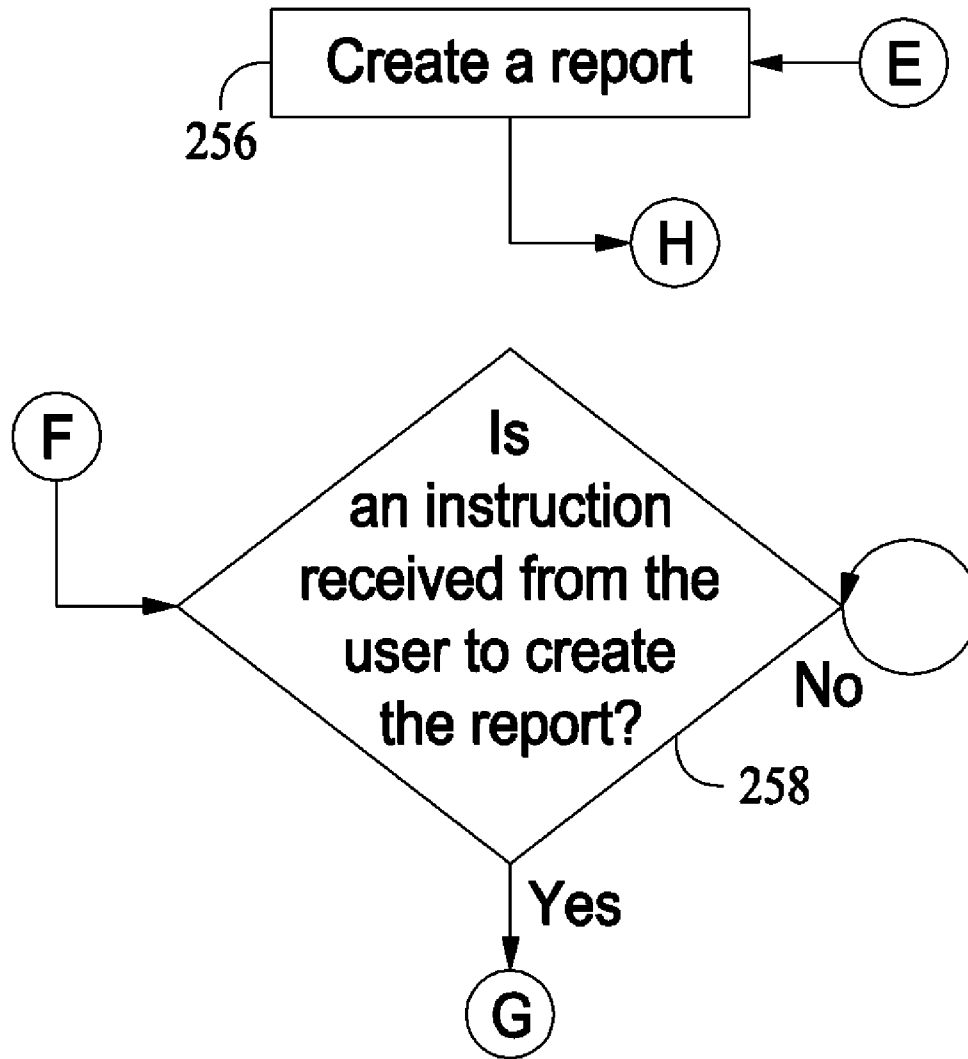 Create a report
E
256
H
F
Is
an instruction
received from the
user to create
the report?
No
258
Yes
G